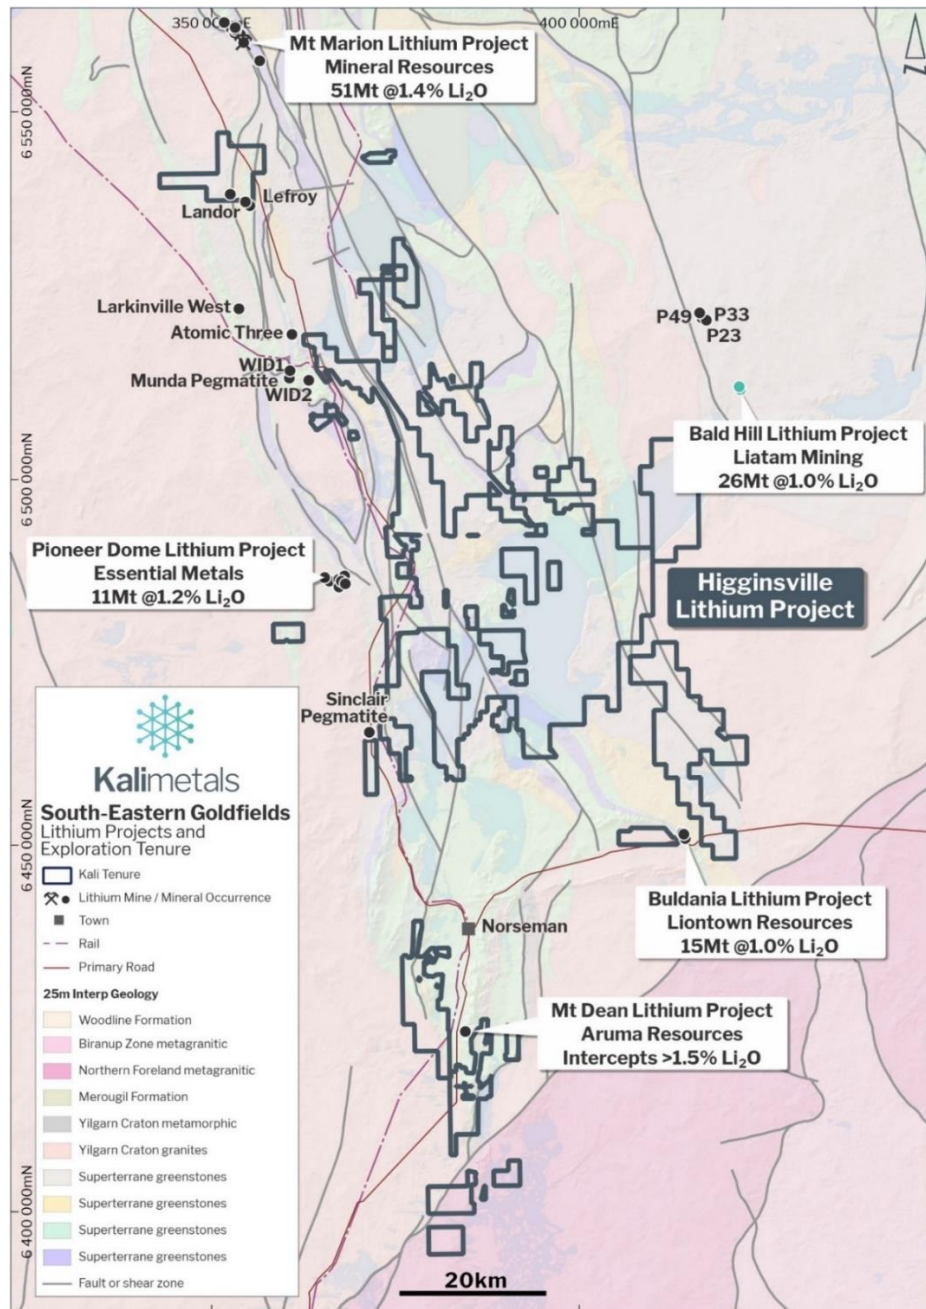 350 000mE
400 000mE
Mt Marion Lithium Project
Mineral Resources
51Mt @1.4% Li₂O
6 550 000mN
Landor
Lefroy
Larkinville West
Atomic Three
WID1
Munda Pegmatite
WID2
P49
P33
P23
Bald Hill Lithium Project
Liatam Mining
26Mt @1.0% Li₂O
6 500 000mN
Pioneer Dome Lithium Project
Essential Metals
11Mt @1.2% Li₂O
Higginsville
Lithium Project
Sinclair
Pegmatite
Kalimetals
South-Eastern Goldfields
Lithium Projects and
Exploration Tenure
Kali Tenure
Lithium Mine / Mineral Occurrence
Town
Rail
Primary Road
25m Interp Geology
Woodline Formation
Biranup Zone metagranitic
Northern Foreland metagranitic
Merougil Formation
Yilgarn Craton metamorphic
Yilgarn Craton granites
Superterrane greenstones
Superterrane greenstones
Superterrane greenstones
Superterrane greenstones
Fault or shear zone
6 450 000mN
Buldania Lithium Project
Liontown Resources
15Mt @1.0% Li₂O
Norseman
Mt Dean Lithium Project
Aruma Resources
Intercepts >1.5% Li₂O
6 400 000mN
20km